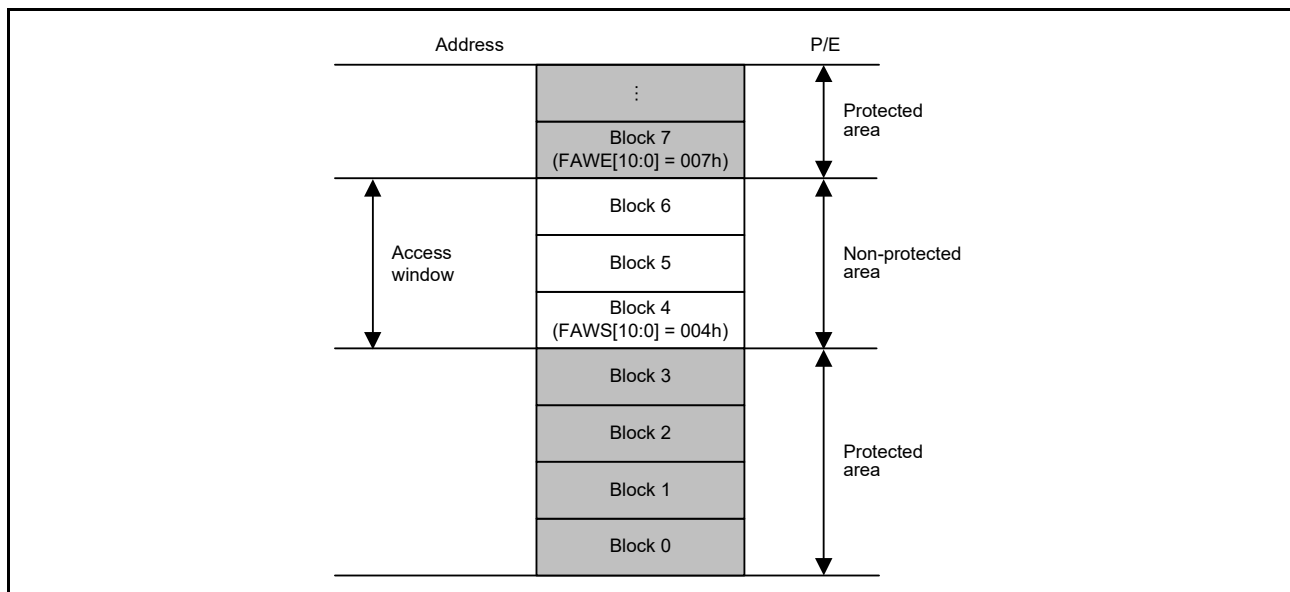 Address
P/E
⋮
Protected
area
Block 7
(FAWE[10:0] = 007h)
Block 6
Access
window
Block 5
Non-protected
area
Block 4
(FAWS[10:0] = 004h)
Block 3
Block 2
Protected
area
Block 1
Block 0